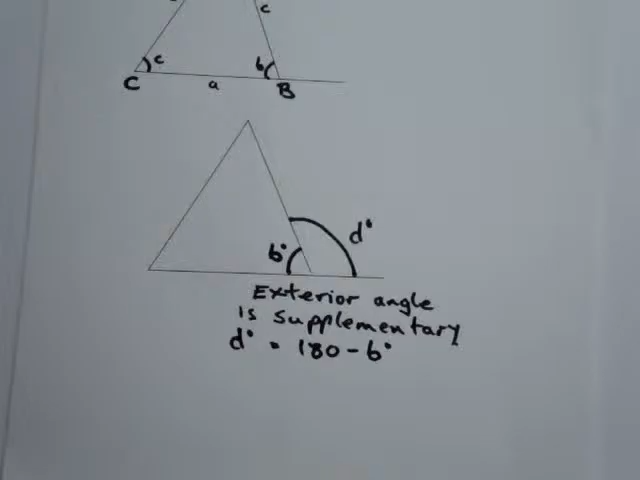 c
c
b
C
a
B
d°
b°
Exterior angle
is supplementary
d° = 180 - b°